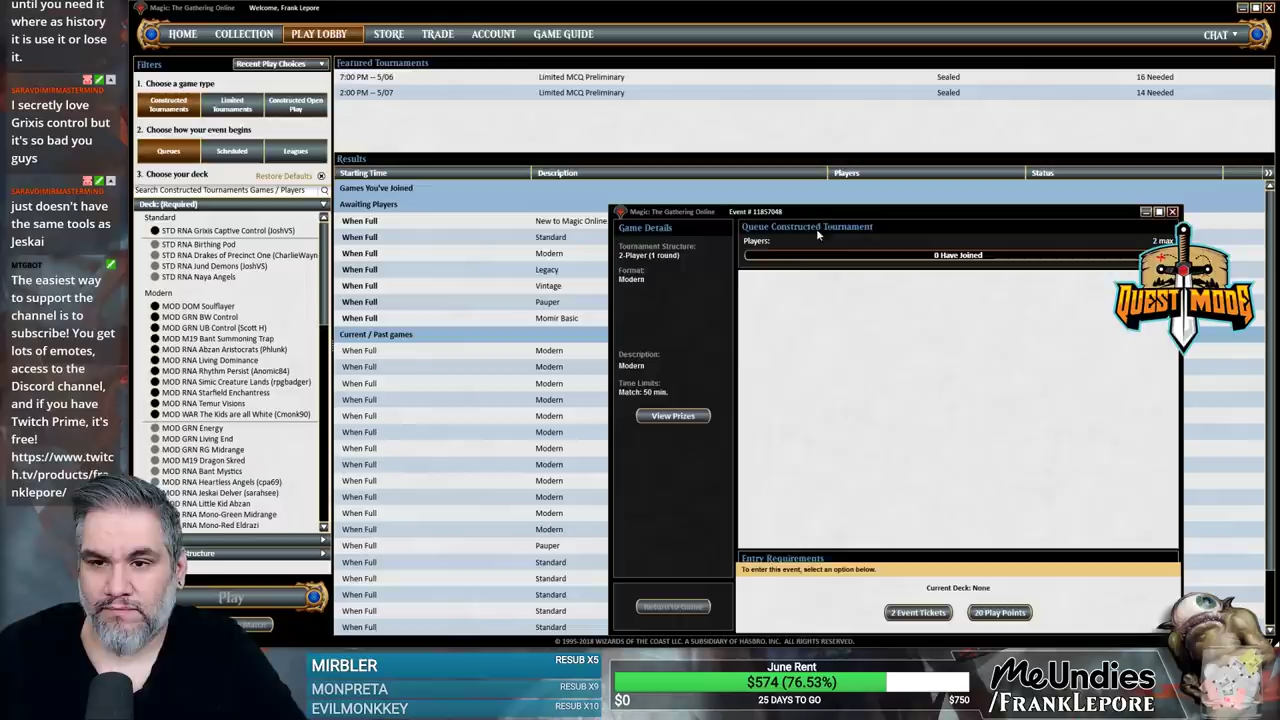 until you need it
where as history
it is use it or lose
it.
SARAVDIMIRMASTERMIND
I secretly love
Grixis control but
it's so bad you
guys
SARAVDIMIRMASTERMIND
just doesn't have
the same slots as
Jeskai
MTGBOT
The easiest way
to support the
channel is to
subscribe! You get
lots of emotes,
access to the
Discord channel,
and if you have
Twitch Prime, it's
free!
https://www.twitc
h.tv/products/fra
nklepore/
Magic: The Gathering Online Welcome, Frank Lepore
HOME COLLECTION PLAY LOBBY STORE TRADE ACCOUNT GAME GUIDE CHAT
Filters Recent Play Choices
1. Choose a game type
Constructed Tournaments Limited Tournaments Constructed Open Play
2. Choose how your event begins
Queues Scheduled Leagues
3. Choose your deck Restore Defaults
Search Constructed Tournaments Games / Players
Deck: (Required)
Standard
STD RNA Grixis Captive Control (JoshVS)
STD RNA Birthing Pod
STD RNA Drakes of Precinct One (CharlieWayn
STD RNA Jund Demons (JoshVS)
STD RNA Naya Angels
Modern
MOD DOM Soulflayer
MOD GRN BW Control
MOD GRN UB Control (Scott H)
MOD M19 Bant Summoning Trap
MOD RNA Abzan Aristocrats (Phlunk)
MOD RNA Living Dominance
MOD RNA Rhythm Persist (Anomic84)
MOD RNA Simic Creature Lands (rpgbadger)
MOD RNA Starfield Enchantress
MOD RNA Temur Visions
MOD WAR The Kids are all White (Cmonk90)
MOD GRN Energy
MOD GRN Living End
MOD GRN RG Midrange
MOD M19 Dragon Skred
MOD RNA Bant Mystics
MOD RNA Heartless Angels (cpa69)
MOD RNA Jeskai Delver (sarahsee)
MOD RNA Little Kid Abzan
RNA Mono-Green Midrange
RNA Mono-Red Eldrazi
Structure
Play
Featured Tournaments
7:00 PM -- 5/06 Limited MCQ Preliminary Sealed 16 Needed
2:00 PM -- 5/07 Limited MCQ Preliminary Sealed 14 Needed
Results
Starting Time Description Players Status
Games You've Joined
Awaiting Players
When Full New to Magic Online
When Full Standard
When Full Modern
When Full Legacy
When Full Vintage
When Full Pauper
When Full Momir Basic
Current / Past games
When Full Modern
When Full Modern
When Full Modern
When Full Modern
When Full Modern
When Full Modern
When Full Modern
When Full Modern
When Full Modern
When Full Modern
When Full Modern
When Full Modern
When Full Pauper
When Full Standard
When Full Standard
When Full Standard
When Full Standard
When Full Standard
Magic: The Gathering Online Event # 11857048
Game Details
Tournament Structure:
2-Player (1 round)
Format:
Modern
Description:
Modern
Time Limits:
Match: 50 min.
View Prizes
Return to Game
Queue Constructed Tournament
Players: 2 max
0 Have Joined
Entry Requirements
To enter this event, select an option below.
Current Deck: None
2 Event Tickets 20 Play Points
QUEST MODE
© 1995-2018 WIZARDS OF THE COAST LLC. A SUBSIDIARY OF HASBRO, INC. ALL RIGHTS RESERVED.
MIRBLER RESUB X5
MONPRETA RESUB X9
EVILMONKKEY RESUB X10
June Rent
$574 (76.53%)
$0 25 DAYS TO GO $750
MeUndies
/FRANKLEPORE